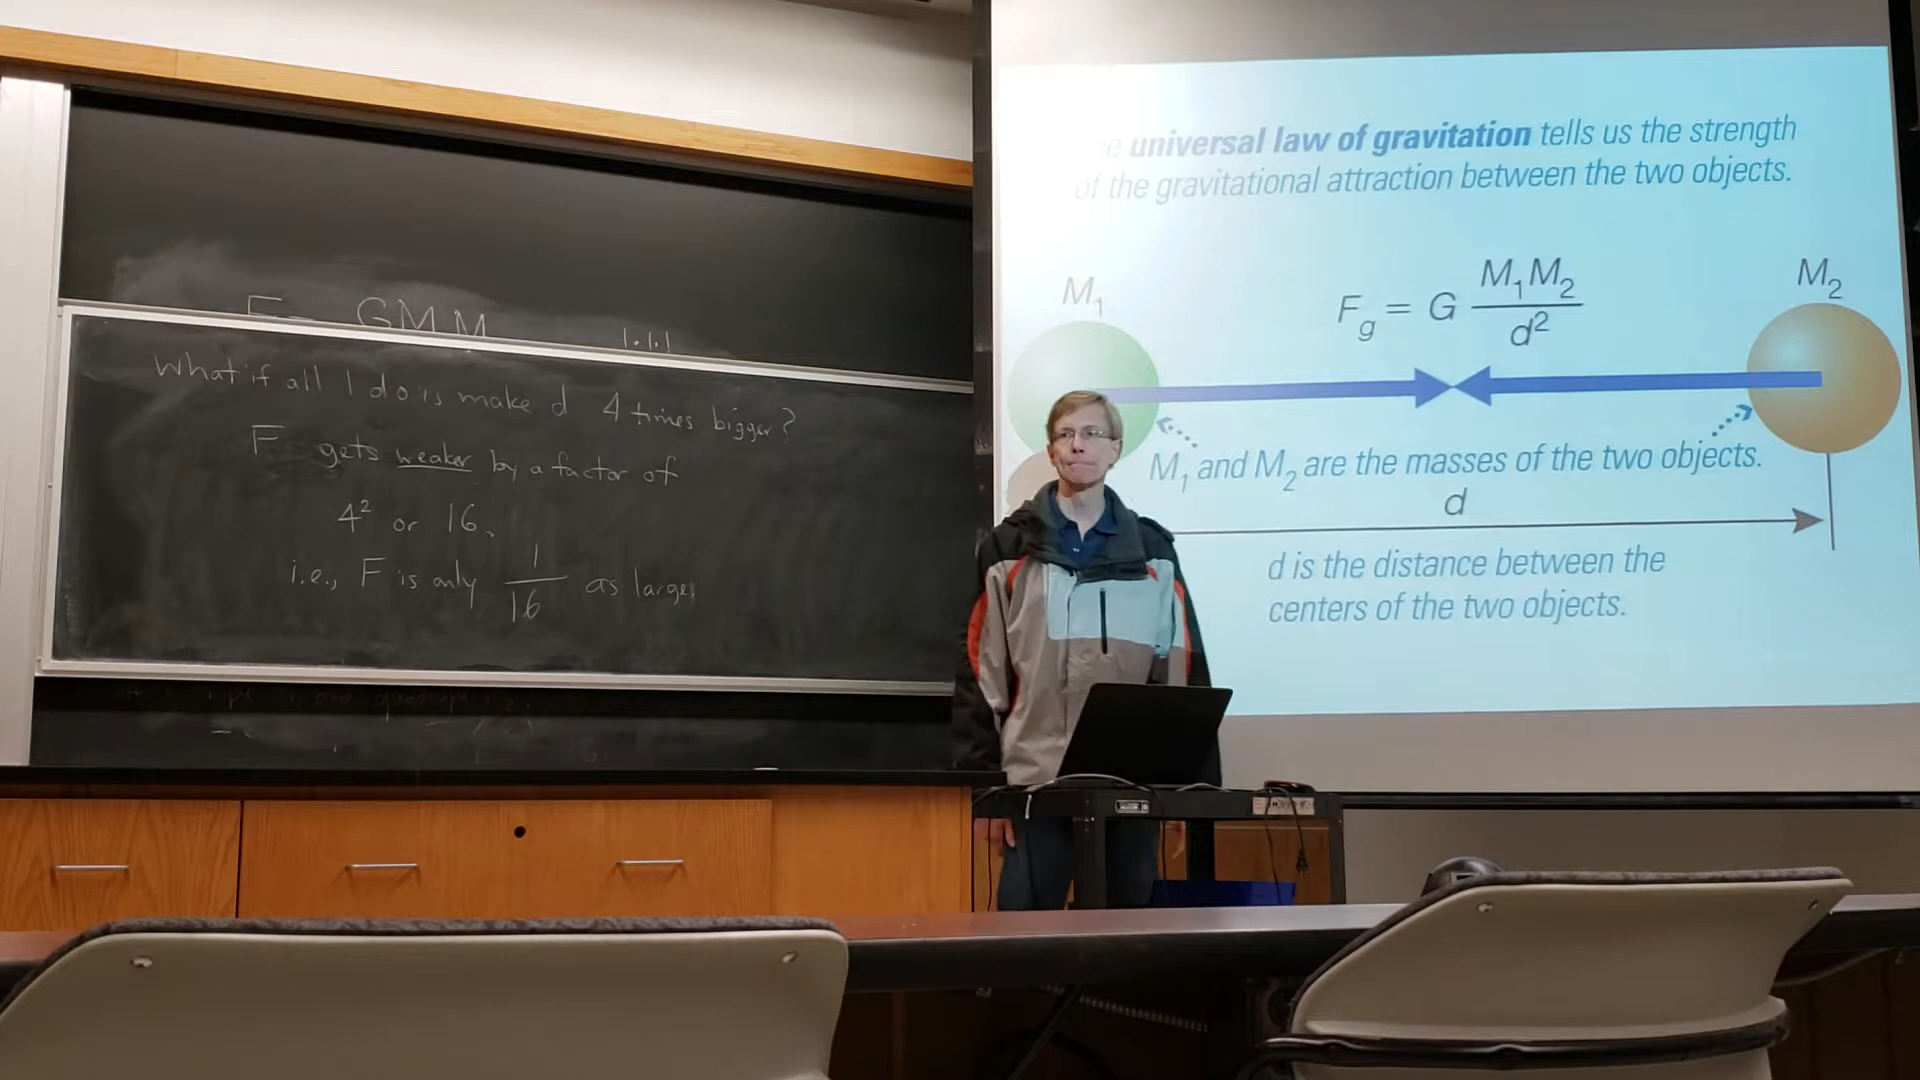 F = GMM
What if all I do is make d 4 times bigger?
F gets weaker by a factor of
4² or 16.
i.e., F is only 1/16 as large.
universal law of gravitation tells us the strength
of the gravitational attraction between the two objects.
M₁
F_g = G M₁M₂/d²
M₂
M₁ and M₂ are the masses of the two objects.
d
d is the distance between the
centers of the two objects.